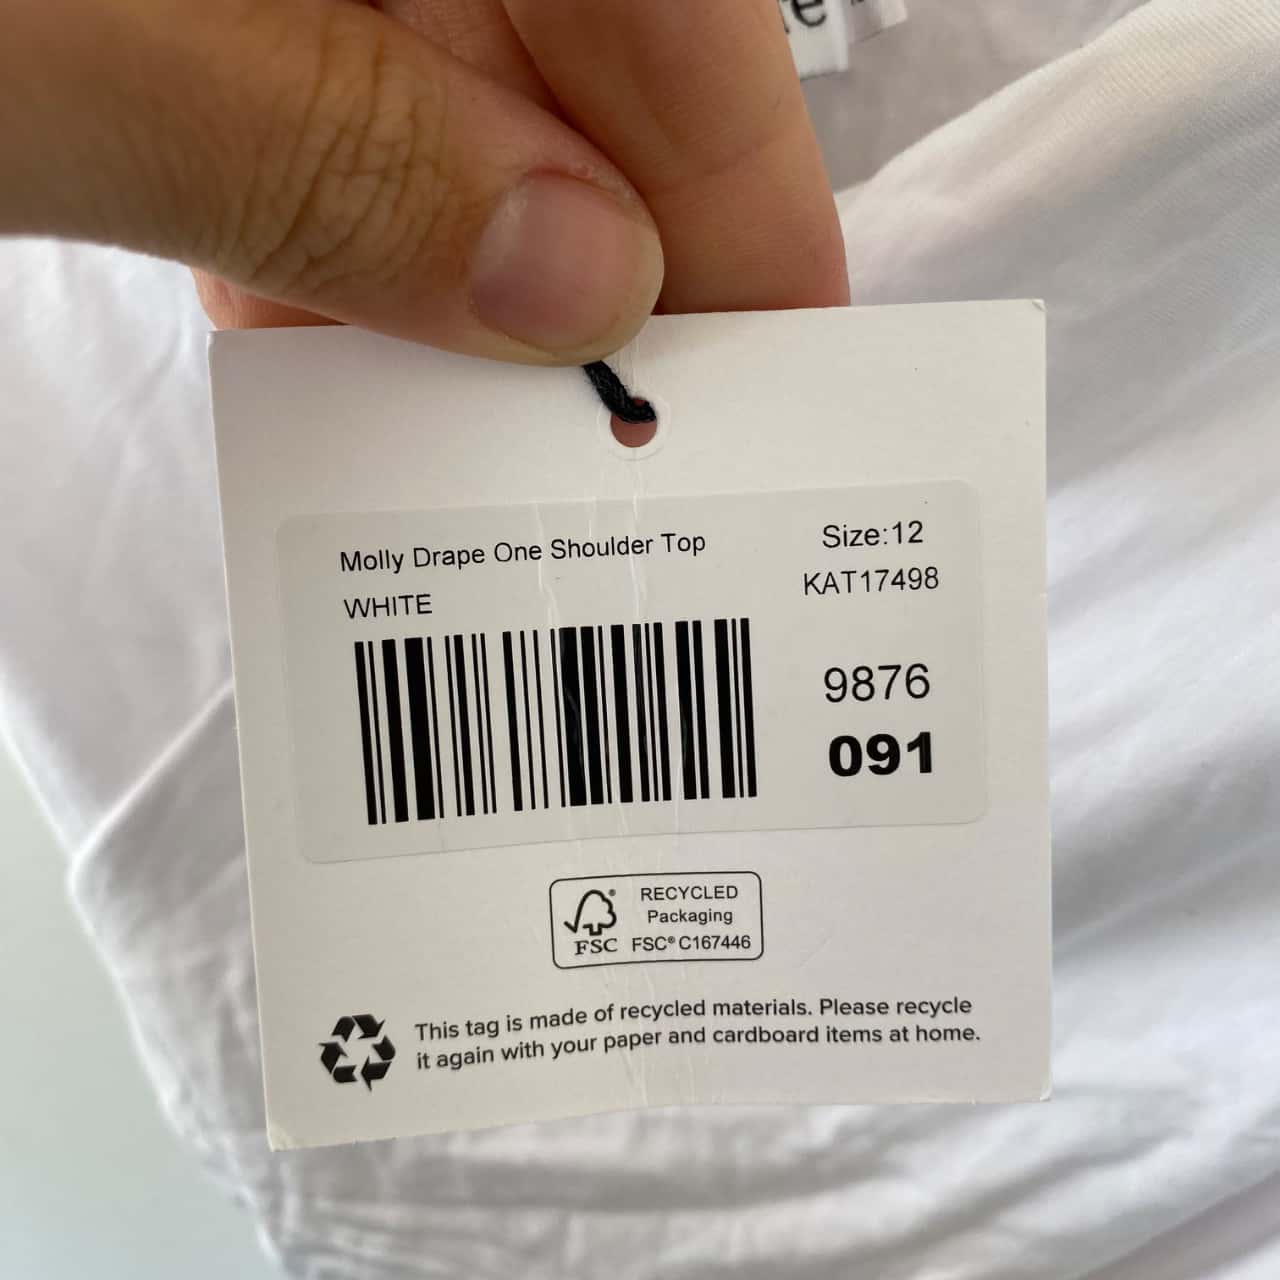 Molly Drape One Shoulder Top
WHITE
Size:12
KAT17498
9876
091
FSC®
RECYCLED
Packaging
FSC® C167446
This tag is made of recycled materials. Please recycle
it again with your paper and cardboard items at home.